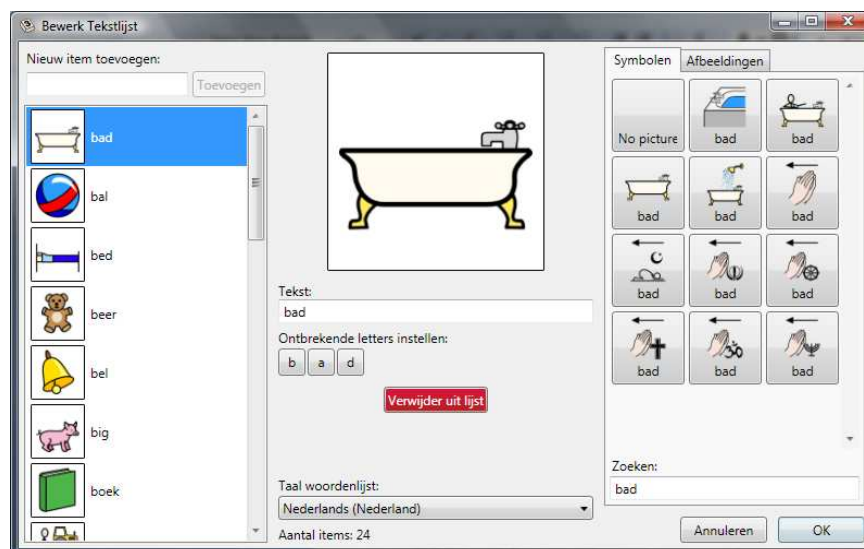 Bewerk Tekstlijst
Nieuw item toevoegen:
Toevoegen
bad
bal
bed
beer
bel
big
boek
Tekst:
bad
Ontbrekende letters instellen:
b a d
Verwijder uit lijst
Taal woordenlijst:
Nederlands (Nederland)
Aantal items: 24
Symbolen Afbeeldingen
No picture bad bad
bad bad bad
bad bad bad
bad bad bad
Zoeken:
bad
Annuleren OK